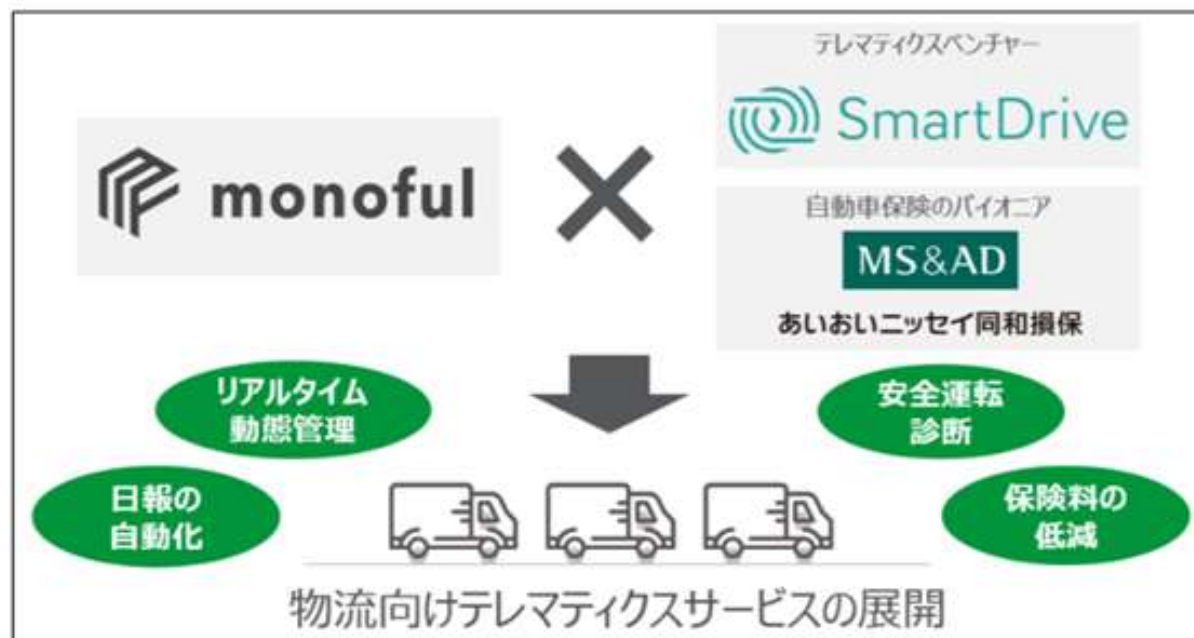 テレマティクスベンチャー
SmartDrive
monoful
自動車保険のパイオニア
MS&AD
あいおいニッセイ同和損保
リアルタイム
動態管理
安全運転
診断
日報の
自動化
保険料の
低減
物流向けテレマティクスサービスの展開